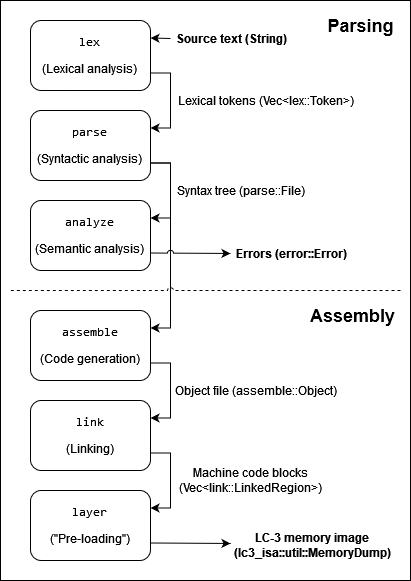 Parsing
lex
(Lexical analysis)
Source text (String)
Lexical tokens (Vec<lex::Token>)
parse
(Syntactic analysis)
Syntax tree (parse::File)
analyze
(Semantic analysis)
Errors (error::Error)
Assembly
assemble
(Code generation)
Object file (assemble::Object)
link
(Linking)
Machine code blocks
(Vec<link::LinkedRegion>)
layer
("Pre-loading")
LC-3 memory image
(lc3_isa::util::MemoryDump)